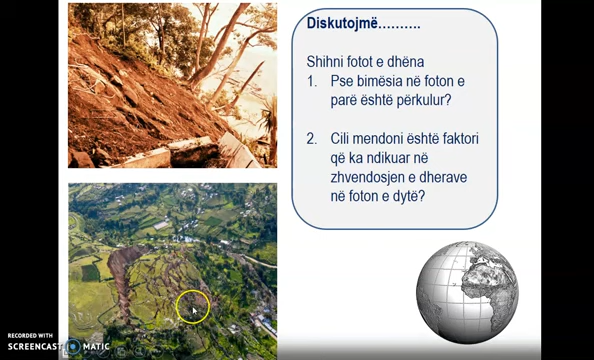 Diskutojmë……….
Shihni fotot e dhëna
1. Pse bimësia në foton e
parë është përkulur?
2. Cili mendoni është faktori
që ka ndikuar në
zhvendosjen e dherave
në foton e dytë?
RECORDED WITH
SCREENCAST MATIC